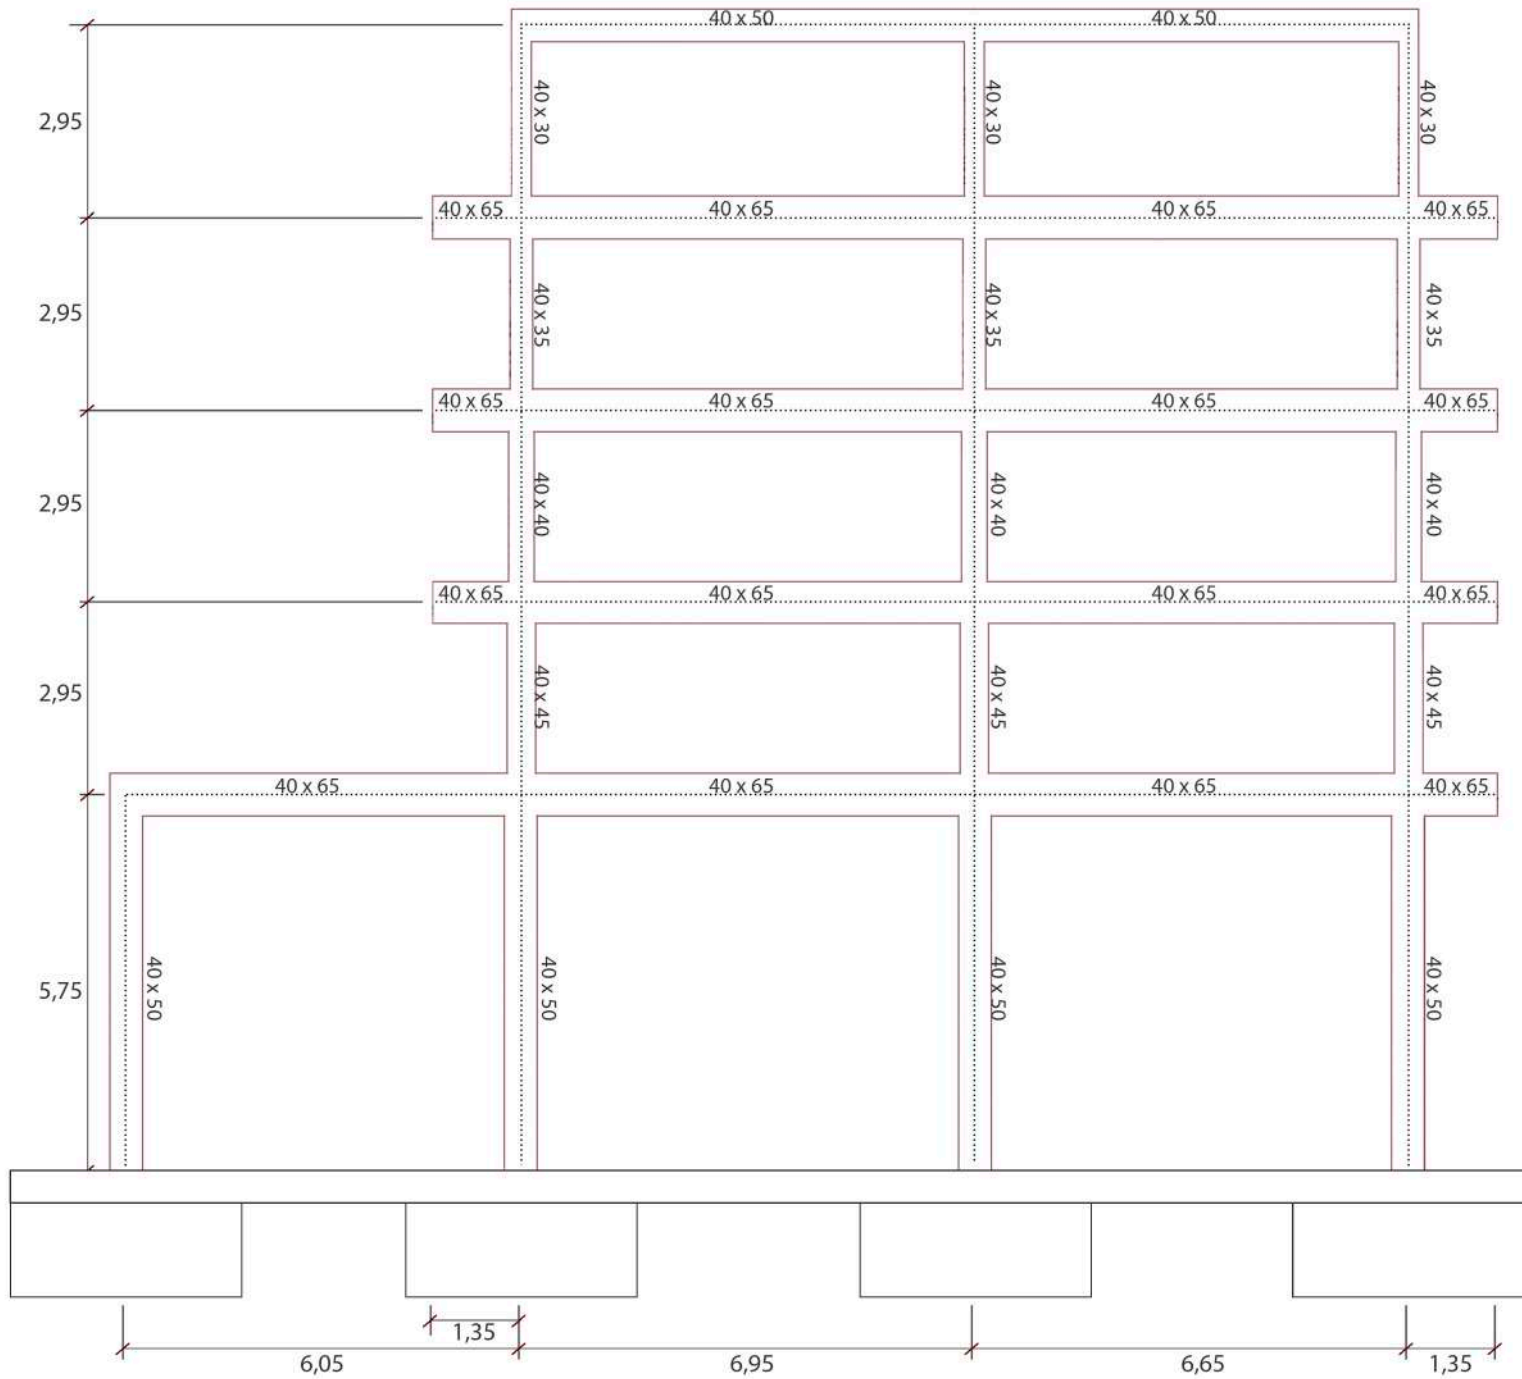 40 x 50 40 x 50
2,95 40 x 30 40 x 30 40 x 30
40 x 65 40 x 65 40 x 65 40 x 65
2,95 40 x 35 40 x 35 40 x 35
40 x 65 40 x 65 40 x 65 40 x 65
2,95 40 x 40 40 x 40 40 x 40
40 x 65 40 x 65 40 x 65 40 x 65
2,95 40 x 45 40 x 45 40 x 45
40 x 65 40 x 65 40 x 65 40 x 65
5,75 40 x 50 40 x 50 40 x 50 40 x 50
1,35
6,05 6,95 6,65 1,35